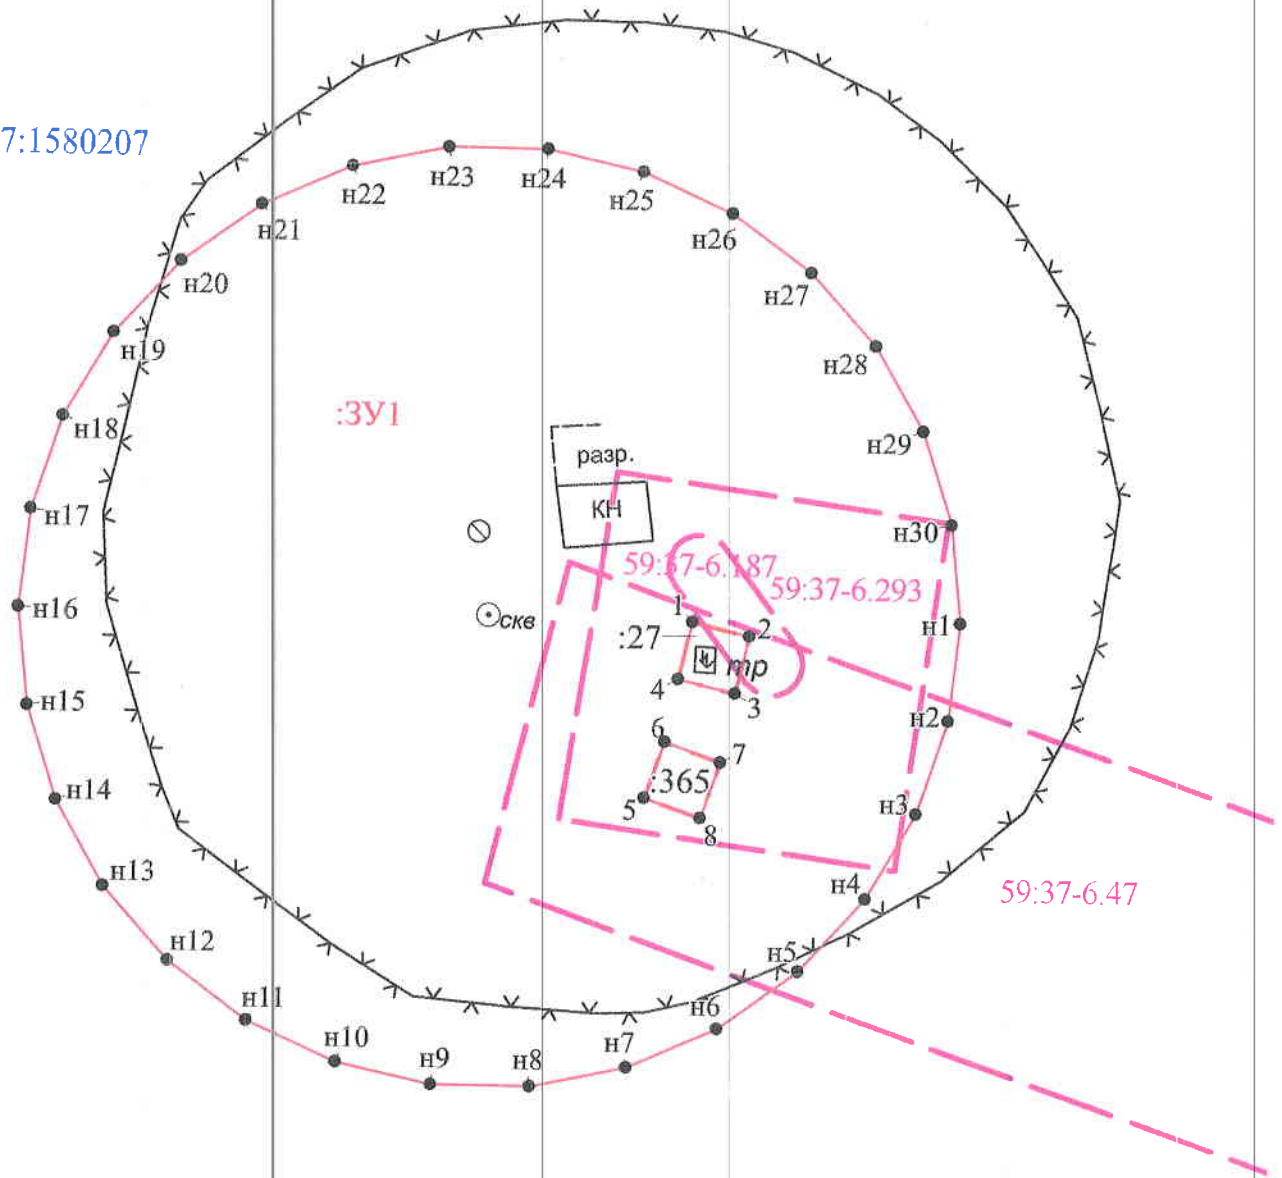 7:1580207
н23
н24
н22
н25
н21
н26
н20
н27
н19
н28
:ЗУ1
н18
н29
разр.
н17
КН
н30
59:37-6.187
59:37-6.293
н16
скв
1
2
н1
:27
тр
4
3
н15
н2
6
7
:365
н14
5
8
н3
н13
н4
59:37-6.47
н12
н5
н11
н6
н10
н9
н8
н7